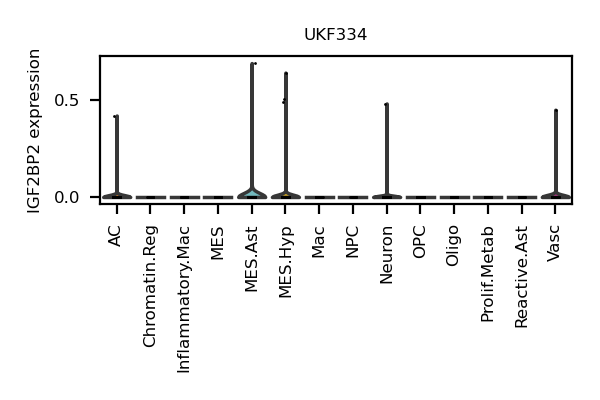 UKF334
IGF2BP2 expression
0.5
0.0
AC
Chromatin.Reg
Inflammatory.Mac
MES
MES.Ast
MES.Hyp
Mac
NPC
Neuron
OPC
Oligo
Prolif.Metab
Reactive.Ast
Vasc